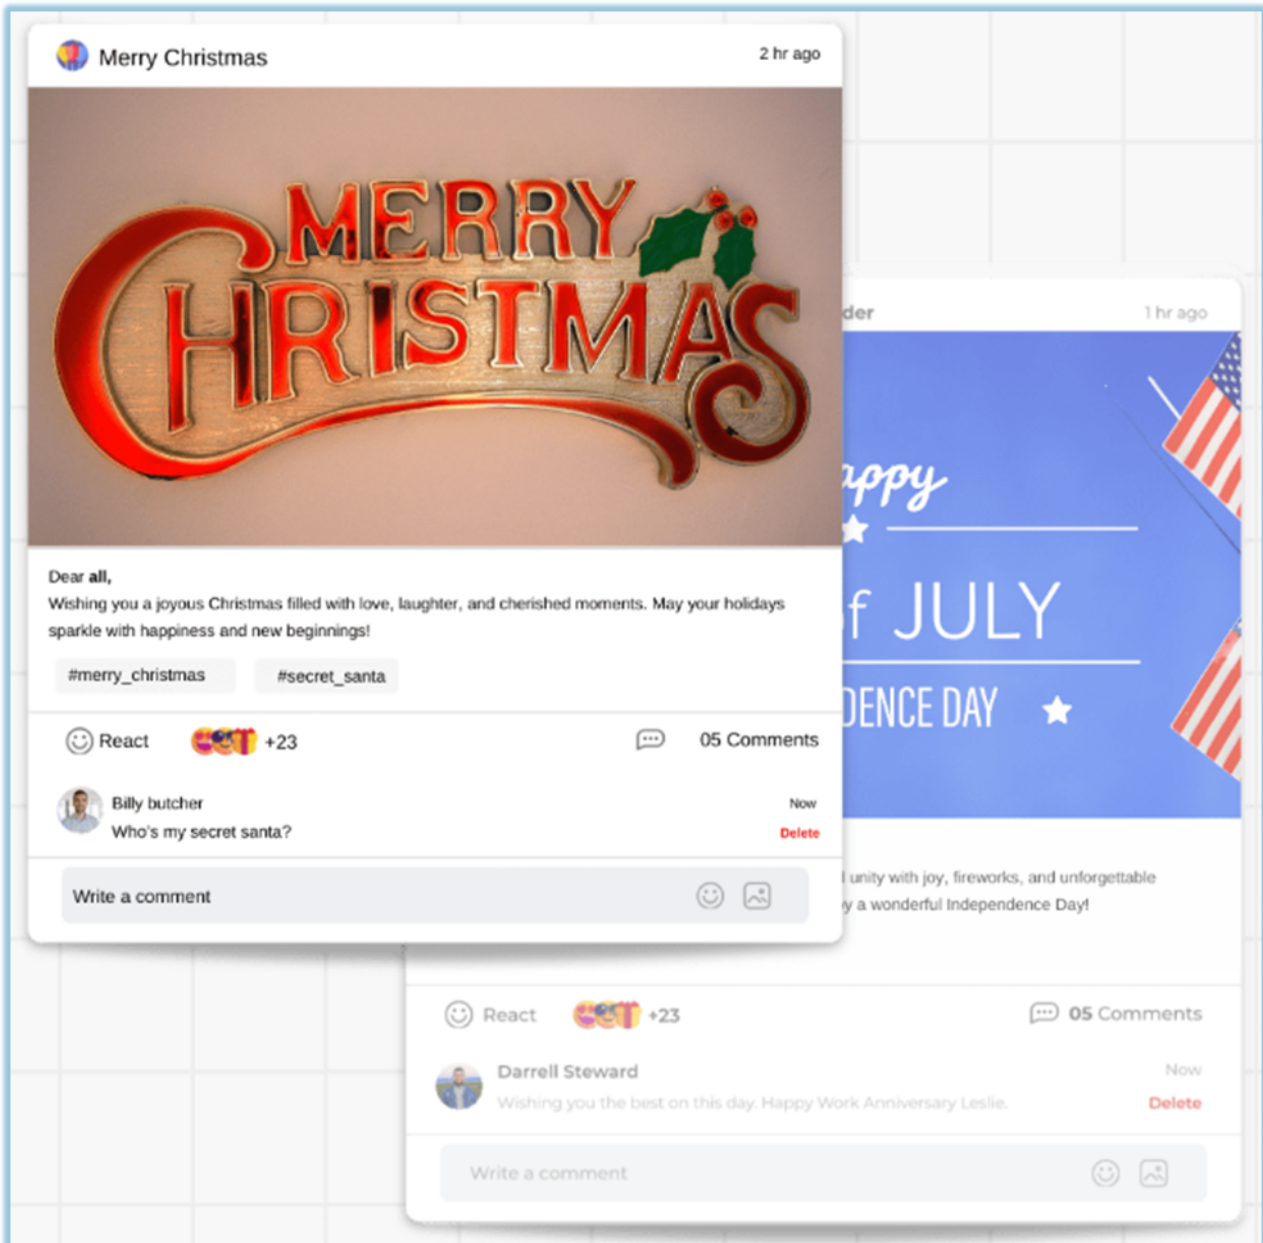 Merry Christmas
2 hr ago
MERRY
CHRISTMAS
Dear all,
Wishing you a joyous Christmas filled with love, laughter, and cherished moments. May your holidays
sparkle with happiness and new beginnings!
#merry_christmas #secret_santa
React +23 05 Comments
Billy butcher Now
Who's my secret santa? Delete
Write a comment
der 1 hr ago
appy
of JULY
DENCE DAY
unity with joy, fireworks, and unforgettable
y a wonderful Independence Day!
React +23 05 Comments
Darrell Steward Now
Wishing you the best on this day. Happy Work Anniversary Leslie. Delete
Write a comment